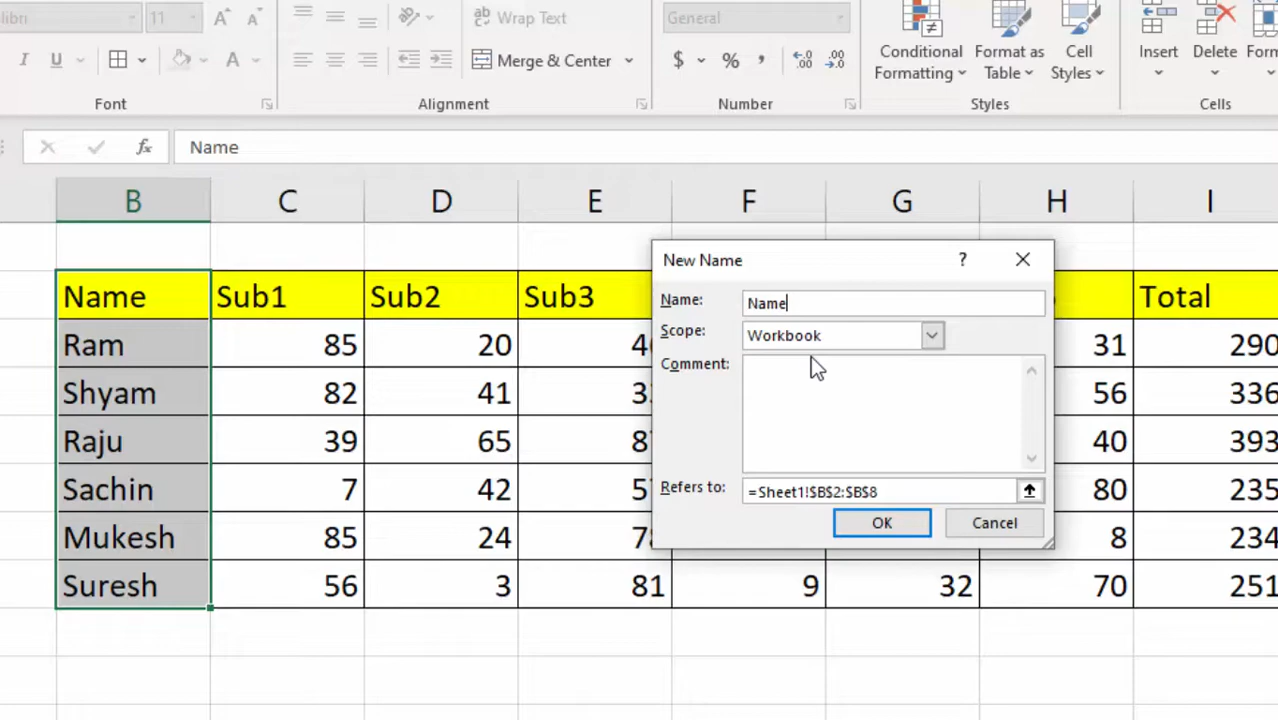 11
Wrap Text
General
I
U
A
Merge & Center
$
%
Conditional
Formatting
Format as
Table
Cell
Styles
Insert
Delete
Font
Alignment
Number
Styles
Cells
fx
Name
B C D E F G H I
Name Sub1 Sub2 Sub3 Total
Ram 85 20 31 290
Shyam 82 41 56 336
Raju 39 65 40 393
Sachin 7 42 80 235
Mukesh 85 24 8 234
Suresh 56 3 81 9 32 70 251
New Name
?
Name: Name
Scope: Workbook
Comment:
Refers to: =Sheet1!$B$2:$B$8
OK Cancel